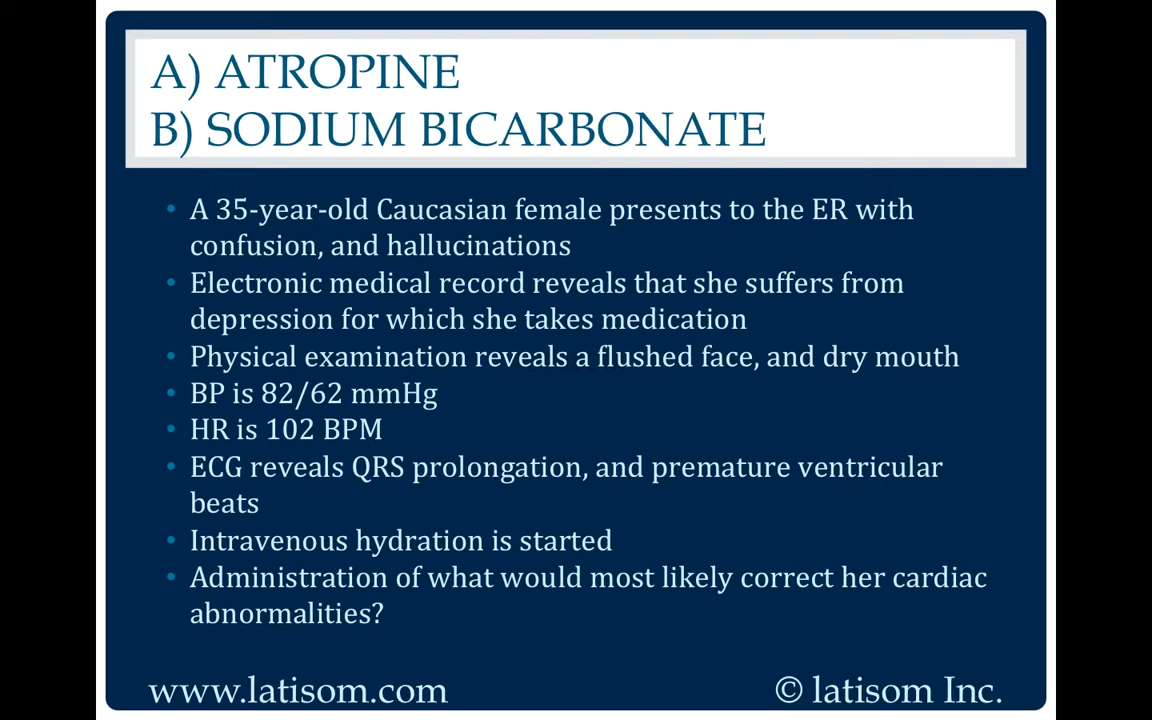 A) ATROPINE
B) SODIUM BICARBONATE
• A 35-year-old Caucasian female presents to the ER with
confusion, and hallucinations
• Electronic medical record reveals that she suffers from
depression for which she takes medication
• Physical examination reveals a flushed face, and dry mouth
• BP is 82/62 mmHg
• HR is 102 BPM
• ECG reveals QRS prolongation, and premature ventricular
beats
• Intravenous hydration is started
• Administration of what would most likely correct her cardiac
abnormalities?
www.latisom.com
© latisom Inc.